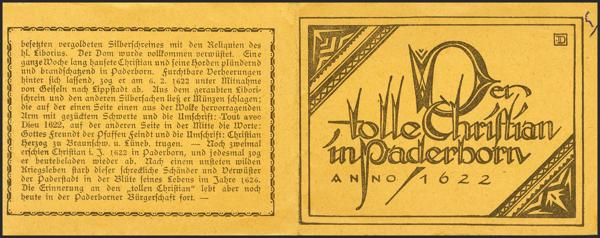 besetzten vergoldeten Silberschreines mit den Reliquien des
hl. Liborius. Der Dom wurde vollkommen verwüstet. Eine
ganze Woche lang hausete Christian und seine Horden plündernd
und brandschatzend in Paderborn. Furchtbare Verheerungen
hinter sich lassend, zog er am 6. 2. 1622 unter Mitnahme
von Geiseln nach Lippstadt ab. Aus dem geraubten Libori-
schrein und den anderen Silbersachen ließ er Münzen schlagen;
die auf der einen Seite einen aus der Wolke hervorragenden
Arm mit gezücktem Schwerte und die Umschrift: Tout avec
Dieu 1622, auf der anderen Seite in der Mitte die Worte:
Gottes Freundt der Pfaffen Feindt und die Umschrift: Christian
Herzog zu Braunschw. u. Lüneb. trugen. — Noch zweimal
erschien Christian i. J. 1622 in Paderborn, und jedesmal zog
er beutebeladen wieder ab. Nach einem unsteten wilden
Kriegsleben starb dieser schreckliche Schänder und Verwüster
der Paderstadt in der Blüte seines Lebens im Jahre 1626.
Die Erinnerung an den „tollen Christian" lebt aber noch
heute in der Paderborner Bürgerschaft fort. —
Der
tolle Christian
in Paderborn
ANNO 1622